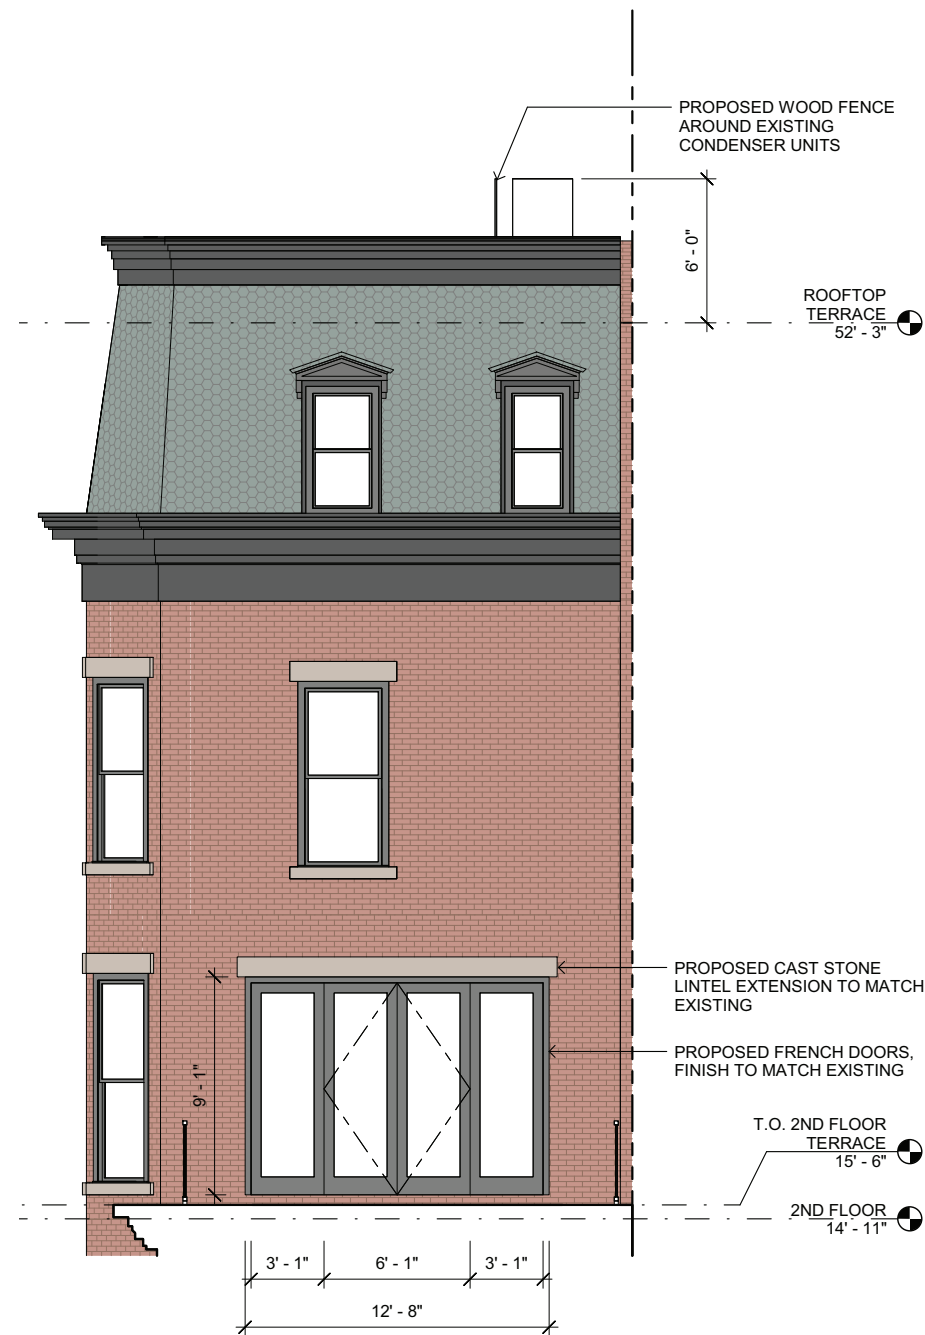 PROPOSED WOOD FENCE
AROUND EXISTING
CONDENSER UNITS
6' - 0"
ROOFTOP
TERRACE
52' - 3"
PROPOSED CAST STONE
LINTEL EXTENSION TO MATCH
EXISTING
PROPOSED FRENCH DOORS,
FINISH TO MATCH EXISTING
9' - 1"
T.O. 2ND FLOOR
TERRACE
15' - 6"
2ND FLOOR
14' - 11"
3' - 1" 6' - 1" 3' - 1"
12' - 8"